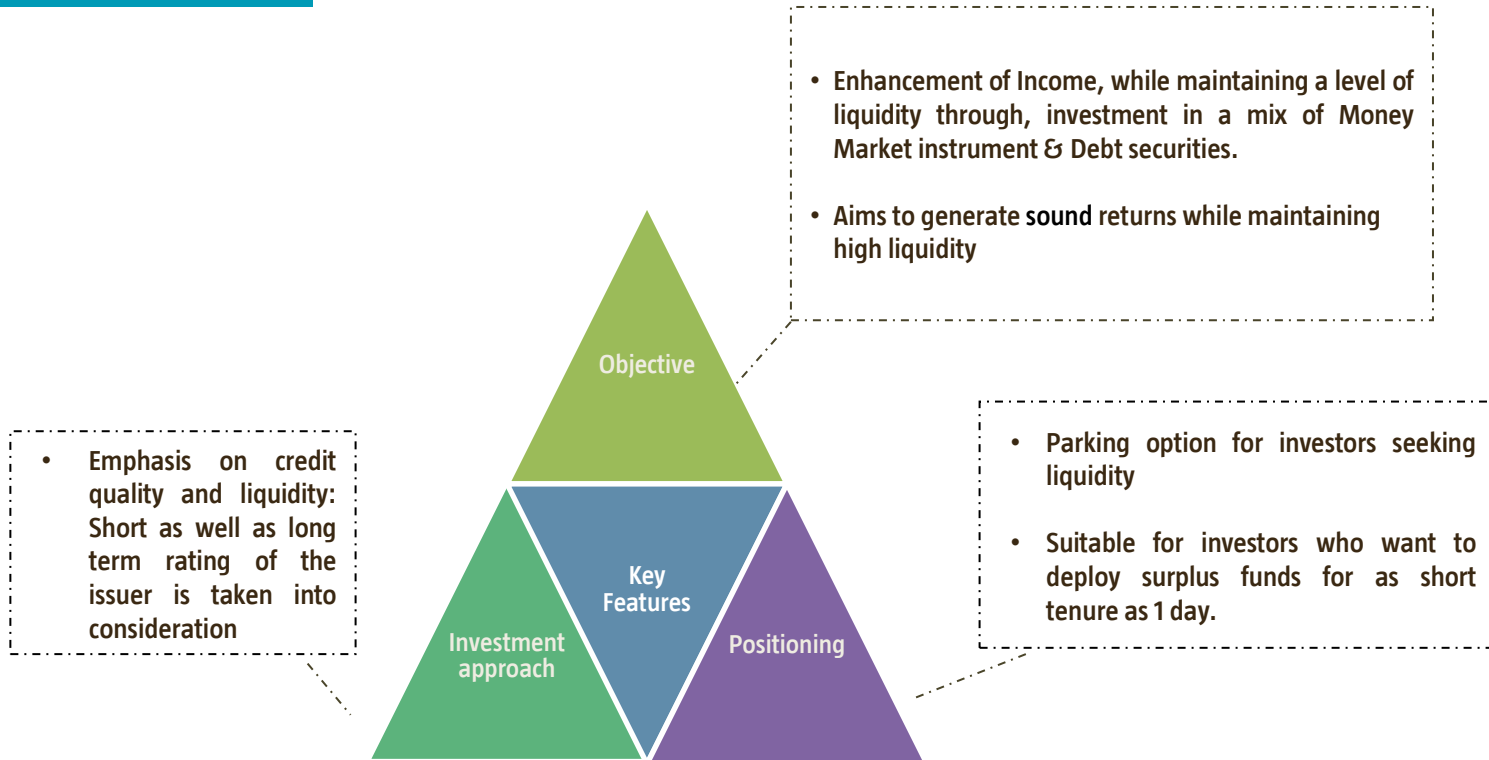 • Enhancement of Income, while maintaining a level of
liquidity through, investment in a mix of Money
Market instrument & Debt securities.
• Aims to generate sound returns while maintaining
high liquidity
Objective
• Emphasis on credit
quality and liquidity:
Short as well as long
term rating of the
issuer is taken into
consideration
• Parking option for investors seeking
liquidity
• Suitable for investors who want to
deploy surplus funds for as short
tenure as 1 day.
Key
Features
Investment
approach
Positioning